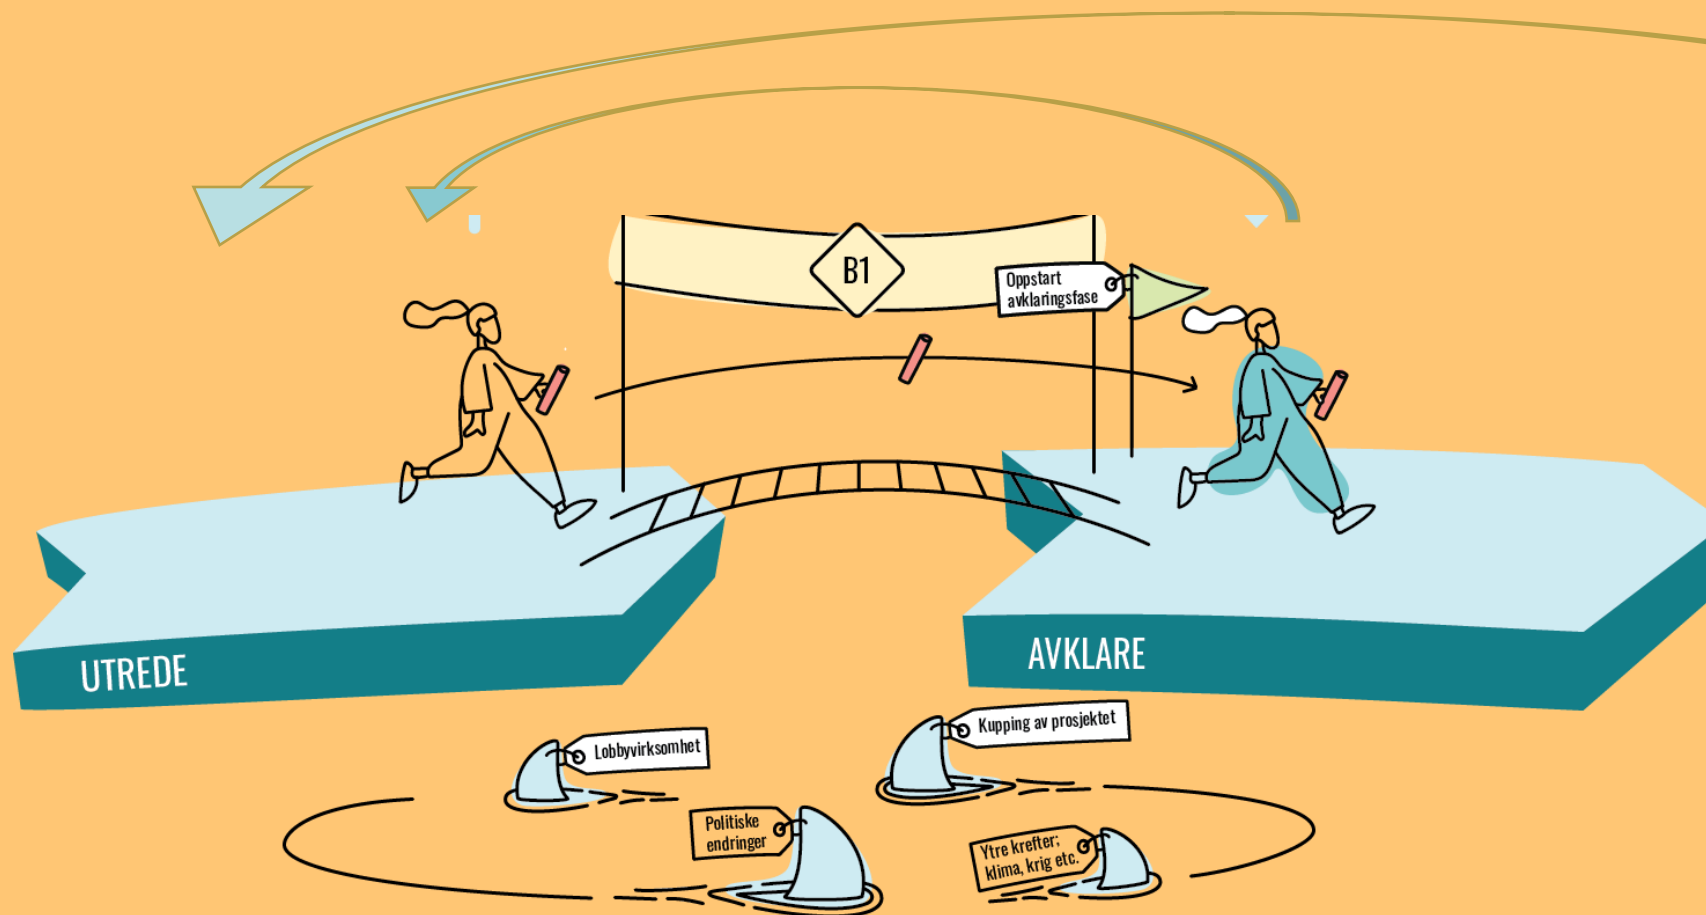 B1
Oppstart
avklaringsfase
UTREDE
AVKLARE
Lobbyvirksomhet
Kupping av prosjektet
Politiske
endringer
Ytre krefter;
klima, krig etc.